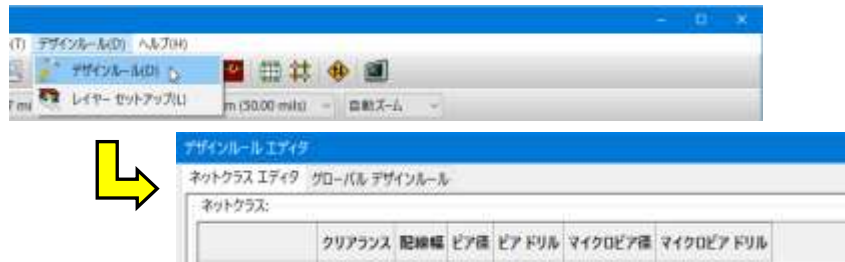 (T) デザインルール(D) ヘルプ(H)
デザインルール(D)
レイヤー セットアップ(L)
m (50.00 mils) 自動ズーム
デザインルール エディタ
ネットクラス エディタ グローバル デザインルール
ネットクラス:
クリアランス 配線幅 ビア径 ビア ドリル マイクロビア径 マイクロビア ドリル